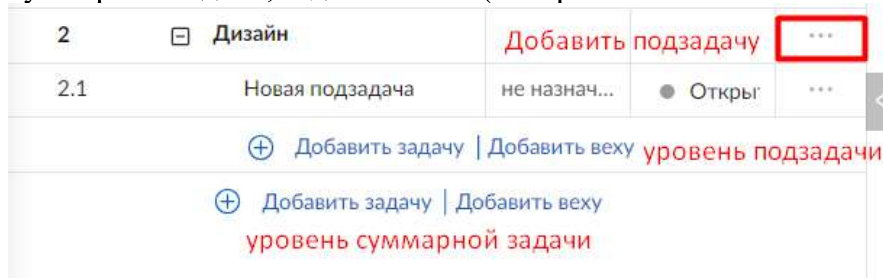 2 Дизайн Добавить подзадачу ...
2.1 Новая подзадача не назнач... Откры ...
Добавить задачу | Добавить веху уровень подзадачи
Добавить задачу | Добавить веху
уровень суммарной задачи